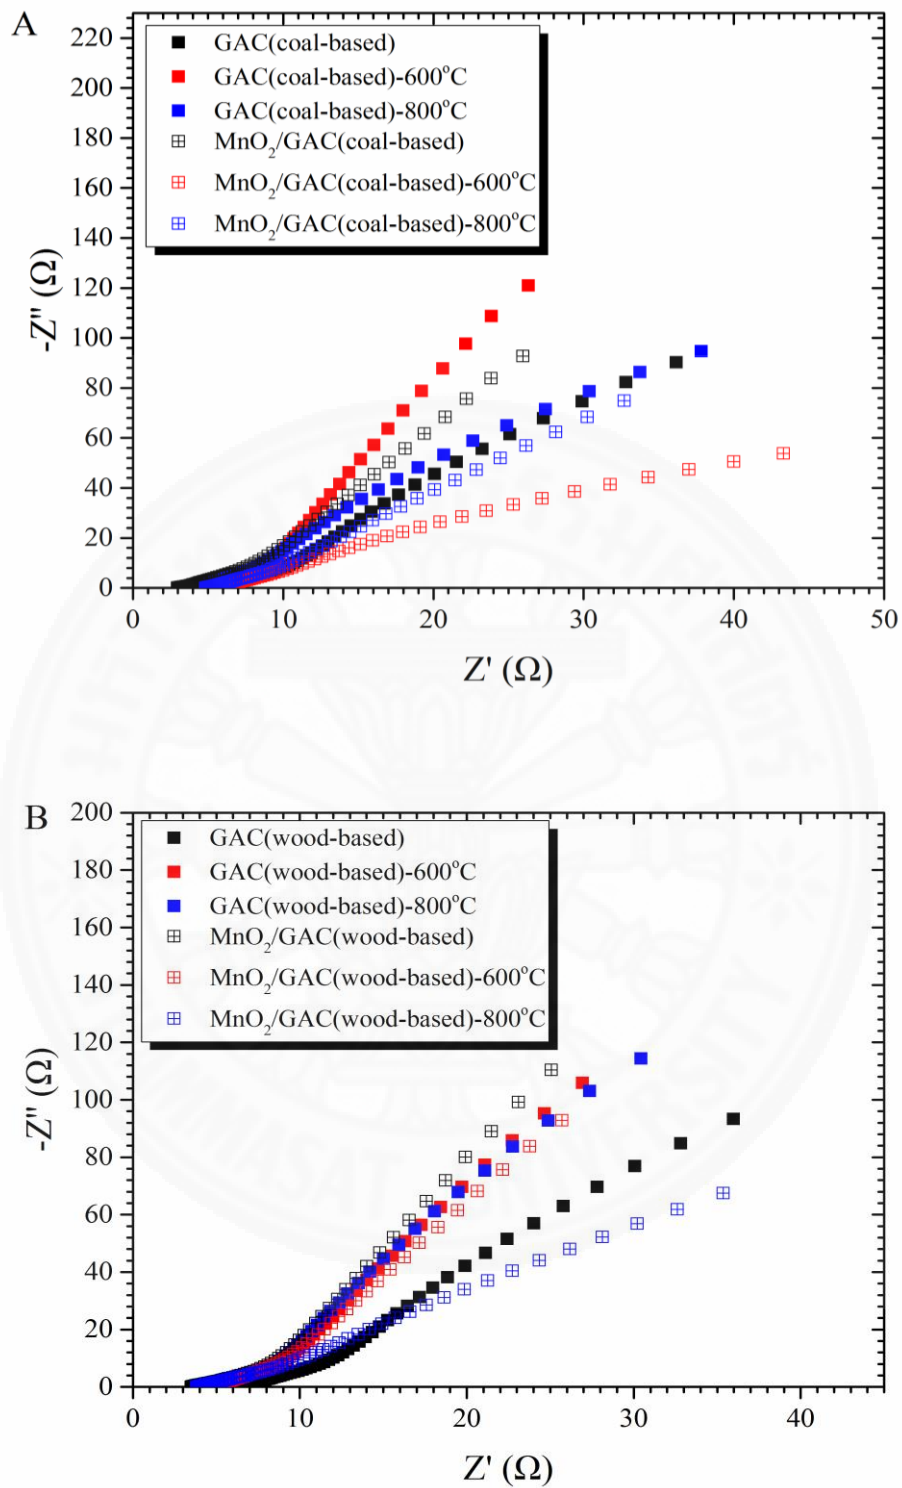 A
GAC(coal-based)
GAC(coal-based)-600°C
GAC(coal-based)-800°C
MnO₂/GAC(coal-based)
MnO₂/GAC(coal-based)-600°C
MnO₂/GAC(coal-based)-800°C
220
200
180
160
140
120
100
80
60
40
20
0
-Z'' (Ω)
0 10 20 30 40 50
Z' (Ω)
B
GAC(wood-based)
GAC(wood-based)-600°C
GAC(wood-based)-800°C
MnO₂/GAC(wood-based)
MnO₂/GAC(wood-based)-600°C
MnO₂/GAC(wood-based)-800°C
200
180
160
140
120
100
80
60
40
20
0
-Z'' (Ω)
0 10 20 30 40
Z' (Ω)
THAMMASAT UNIVERSITY